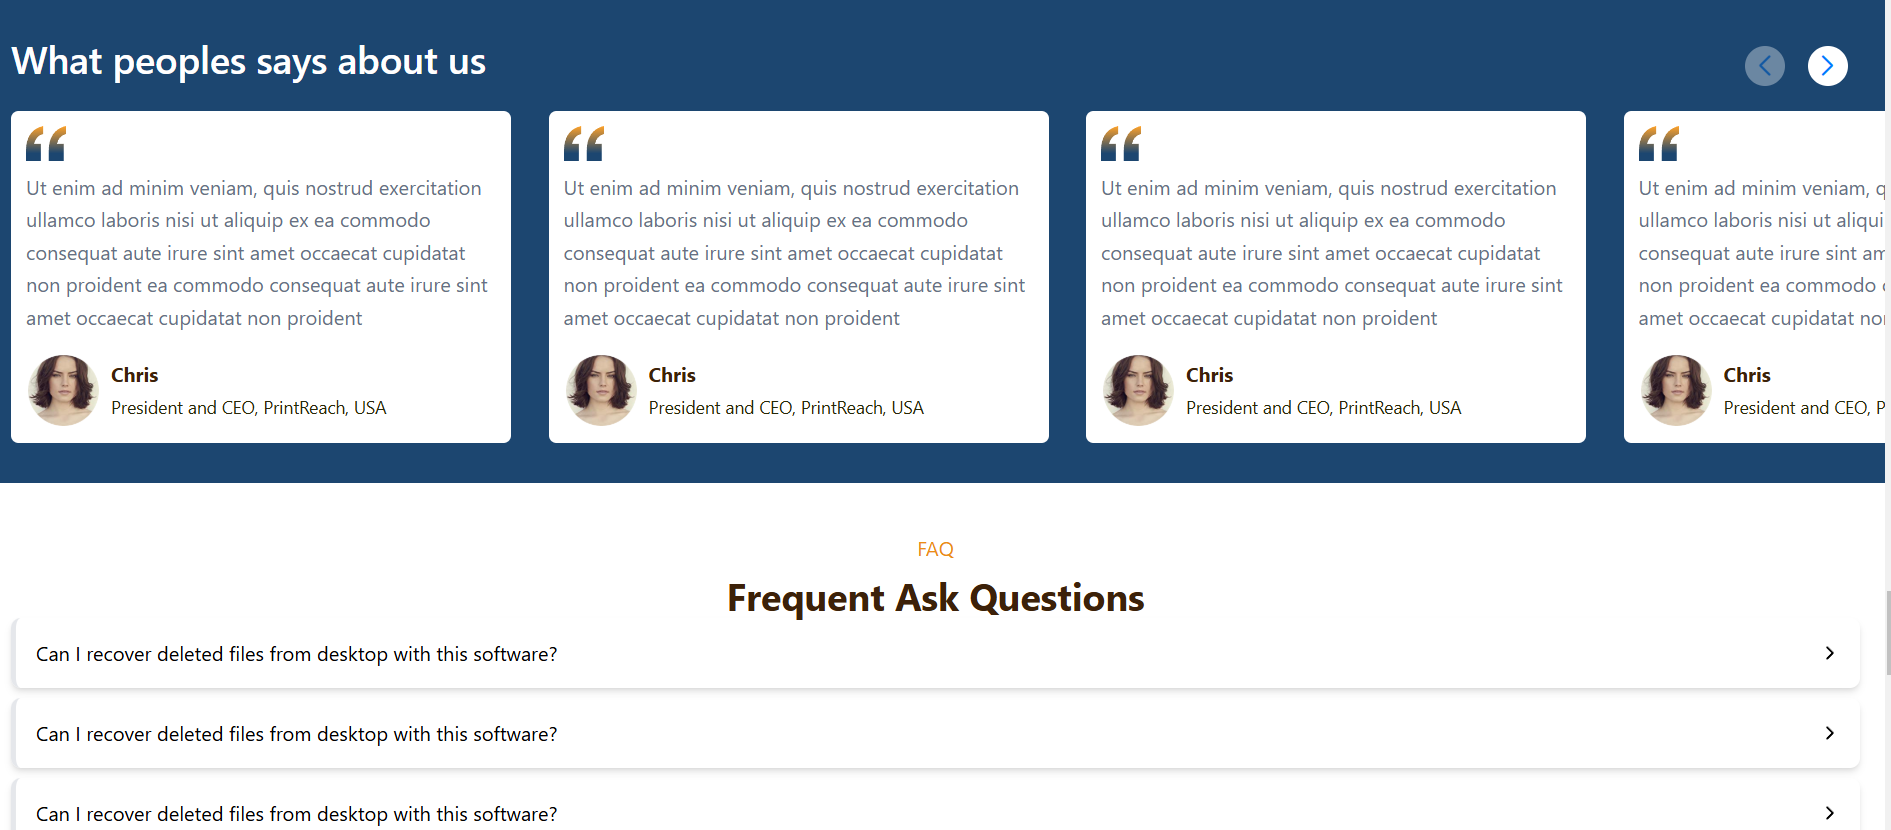 What peoples says about us
Ut enim ad minim veniam, quis nostrud exercitation
ullamco laboris nisi ut aliquip ex ea commodo
consequat aute irure sint amet occaecat cupidatat
non proident ea commodo consequat aute irure sint
amet occaecat cupidatat non proident
Chris
President and CEO, PrintReach, USA
Ut enim ad minim veniam, quis nostrud exercitation
ullamco laboris nisi ut aliquip ex ea commodo
consequat aute irure sint amet occaecat cupidatat
non proident ea commodo consequat aute irure sint
amet occaecat cupidatat non proident
Chris
President and CEO, PrintReach, USA
Ut enim ad minim veniam, quis nostrud exercitation
ullamco laboris nisi ut aliquip ex ea commodo
consequat aute irure sint amet occaecat cupidatat
non proident ea commodo consequat aute irure sint
amet occaecat cupidatat non proident
Chris
President and CEO, PrintReach, USA
Ut enim ad minim veniam,
ullamco laboris nisi ut
consequat aute irure sint
non proident ea commodo
amet occaecat cupidatat
Chris
President and CEO,
FAQ
Frequent Ask Questions
Can I recover deleted files from desktop with this software?
Can I recover deleted files from desktop with this software?
Can I recover deleted files from desktop with this software?